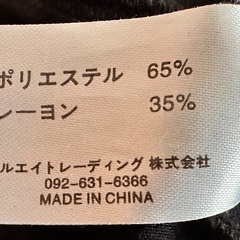 ポリエステル 65%
レーヨン 35%
ルエイトレーディング 株式会社
092-631-6366
MADE IN CHINA